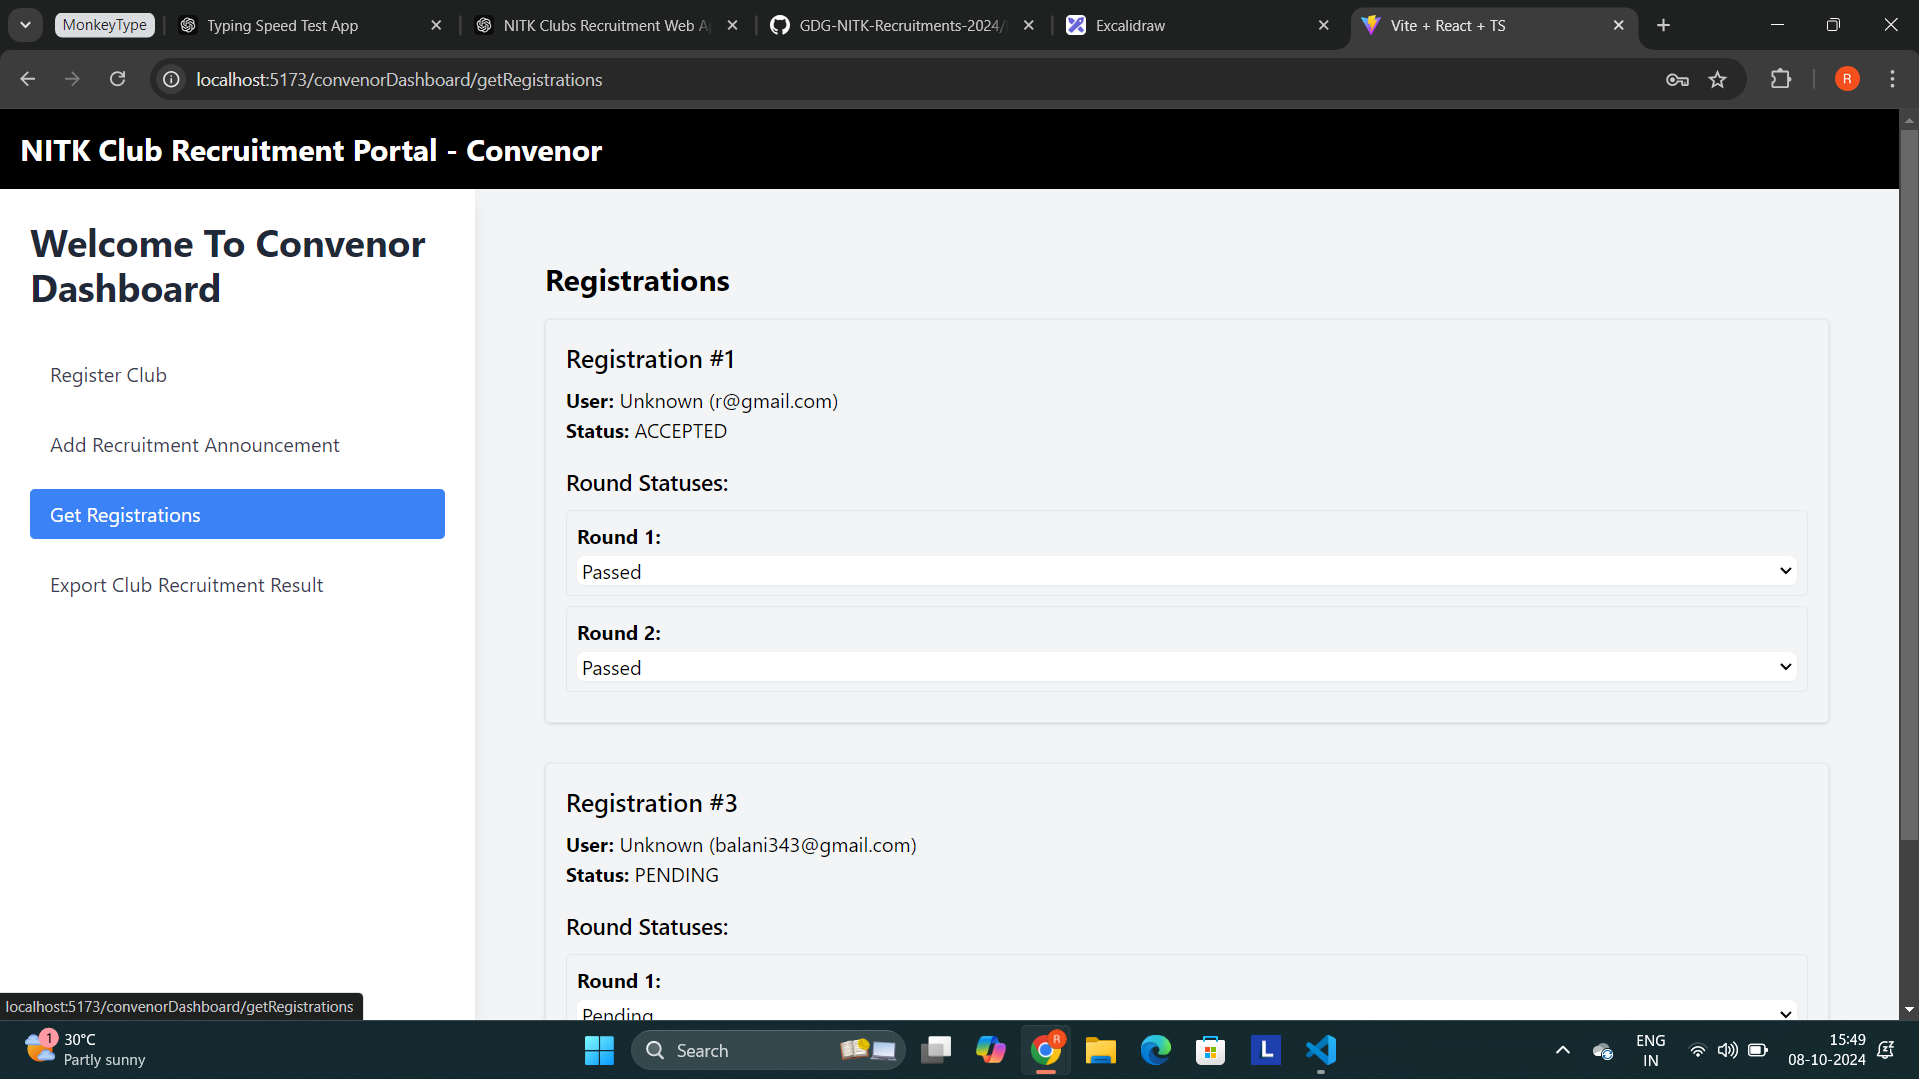 MonkeyType
Typing Speed Test App
NITK Clubs Recruitment Web A
GDG-NITK-Recruitments-2024/
Excalidraw
Vite + React + TS
localhost:5173/convenorDashboard/getRegistrations
R
NITK Club Recruitment Portal - Convenor
Welcome To Convenor
Dashboard
Register Club
Add Recruitment Announcement
Get Registrations
Export Club Recruitment Result
Registrations
Registration #1
User: Unknown (r@gmail.com)
Status: ACCEPTED
Round Statuses:
Round 1:
Passed
Round 2:
Passed
Registration #3
User: Unknown (balani343@gmail.com)
Status: PENDING
Round Statuses:
Round 1:
Pending
localhost:5173/convenorDashboard/getRegistrations
1
30°C
Partly sunny
Search
R
L
ENG
IN
15:49
08-10-2024